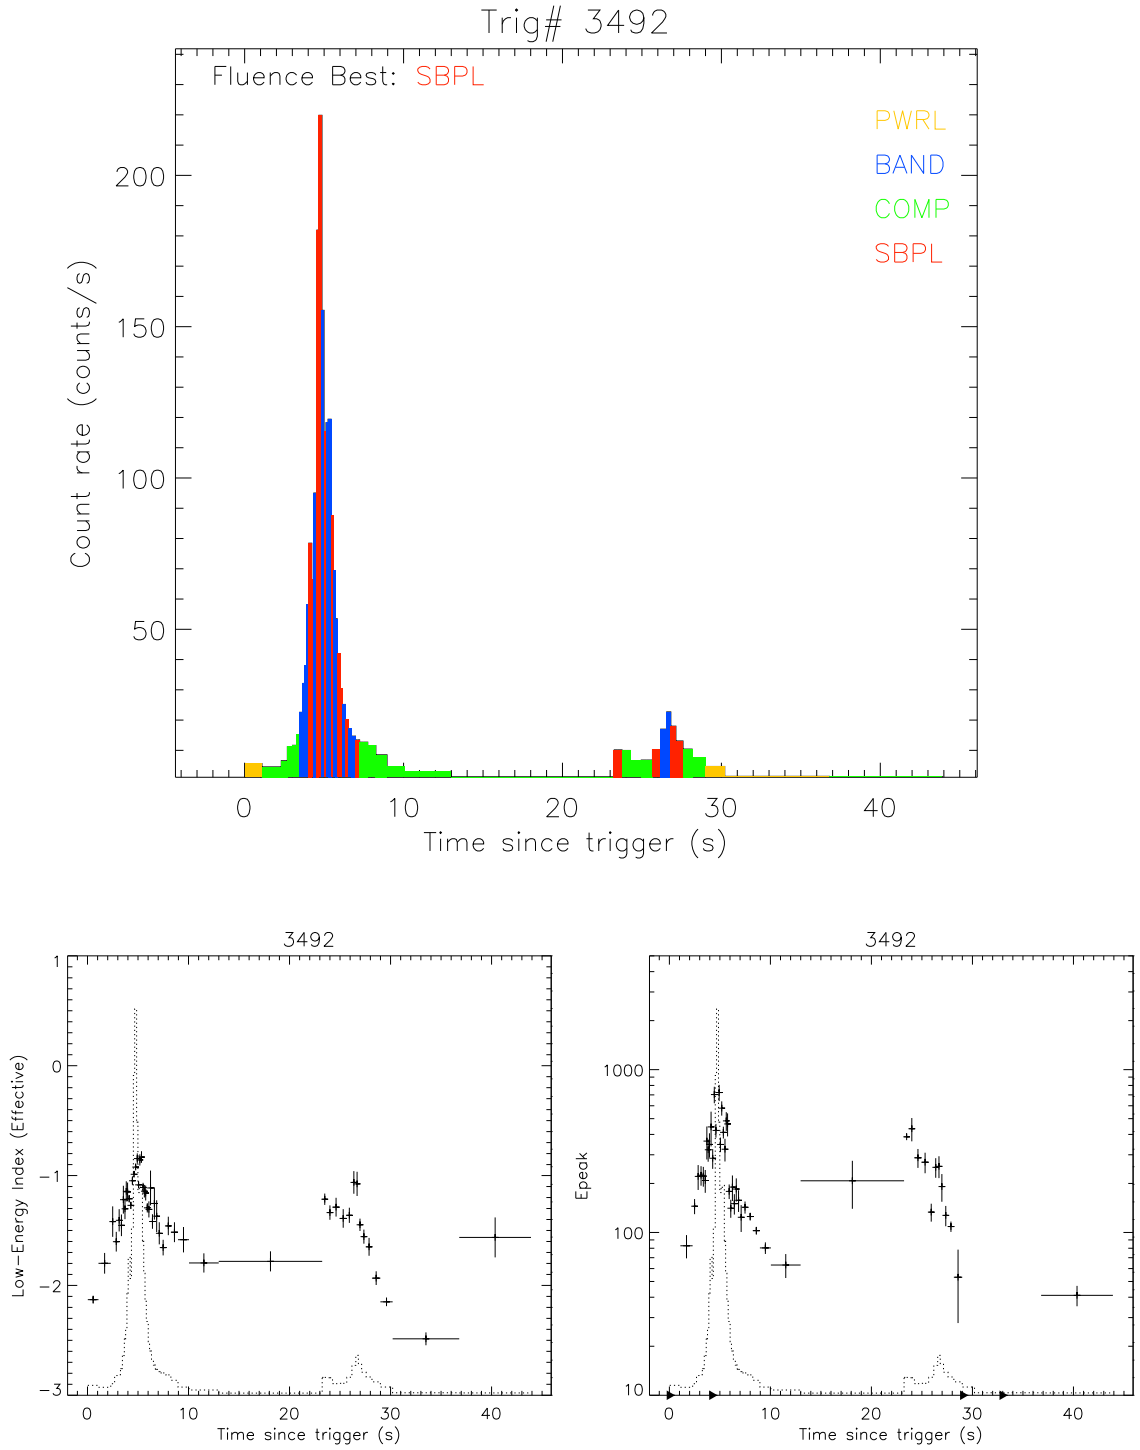 Trig# 3492
Fluence Best: SBPL
PWRL
BAND
COMP
SBPL
200
150
100
50
Count rate (counts/s)
0 10 20 30 40
Time since trigger (s)
3492
1
0
−1
−2
−3
Low−Energy Index (Effective)
0 10 20 30 40
Time since trigger (s)
3492
1000
100
10
Epeak
0 10 20 30 40
Time since trigger (s)